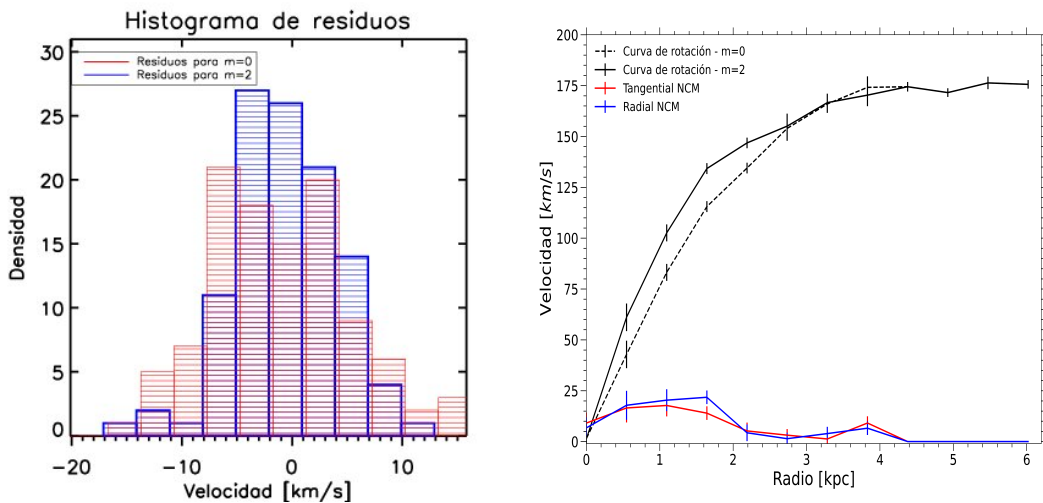 Histograma de residuos
Residuos para m=0
Residuos para m=2
Densidad
30
25
20
15
10
5
0
−20
−10
0
10
Velocidad [km/s]
Curva de rotación - m=0
Curva de rotación - m=2
Tangential NCM
Radial NCM
Velocidad [km/s]
200
175
150
125
100
75
50
25
0
0
1
2
3
4
5
6
Radio [kpc]